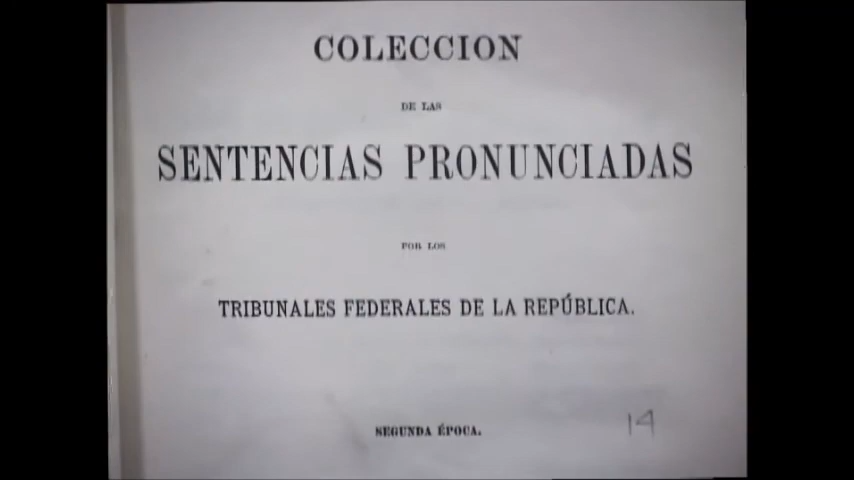 COLECCION
DE LAS
SENTENCIAS PRONUNCIADAS
POR LOS
TRIBUNALES FEDERALES DE LA REPÚBLICA.
SEGUNDA ÉPOCA.
14